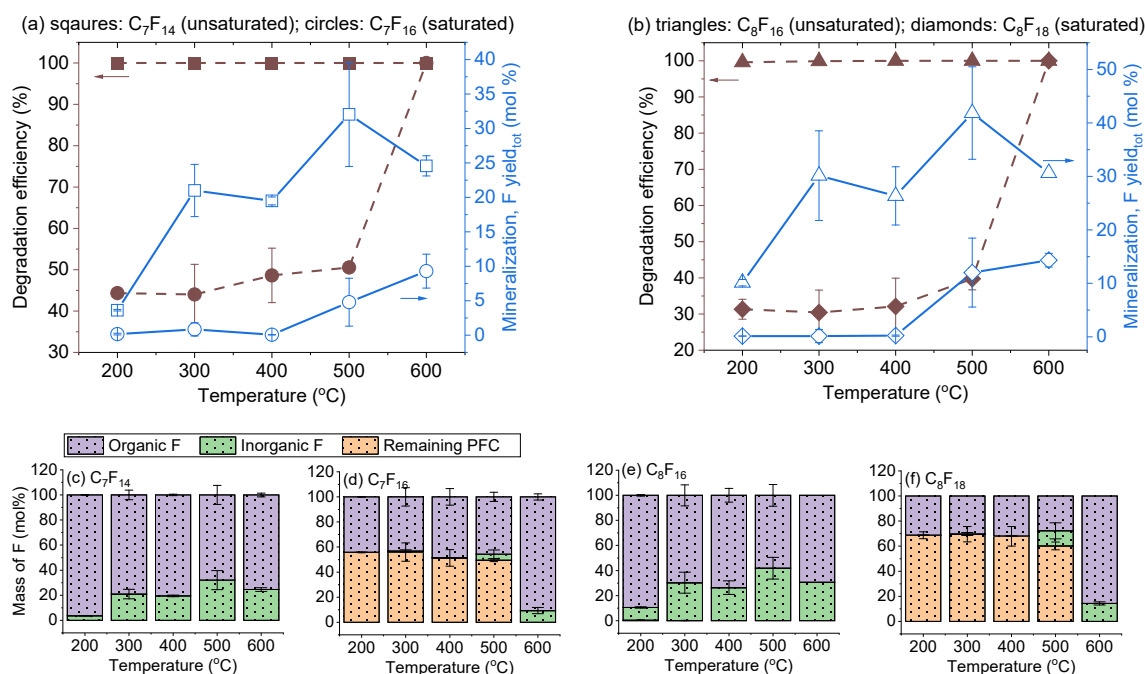 (a) sqaures: C7F14 (unsaturated); circles: C7F16 (saturated)
100
90
80
70
60
50
40
30
Degradation efficiency (%)
40
35
30
25
20
15
10
5
0
Mineralization, F yieldtot (mol %)
200 300 400 500 600
Temperature (oC)
(b) triangles: C8F16 (unsaturated); diamonds: C8F18 (saturated)
100
90
80
70
60
50
40
30
20
Degradation efficiency (%)
50
40
30
20
10
0
Mineralization, F yieldtot (mol %)
200 300 400 500 600
Temperature (oC)
Organic F Inorganic F Remaining PFC
(c) C7F14
120
100
80
60
40
20
0
Mass of F (mol%)
200 300 400 500 600
Temperature (oC)
(d) C7F16
120
100
80
60
40
20
0
200 300 400 500 600
Temperature (oC)
(e) C8F16
120
100
80
60
40
20
0
200 300 400 500 600
Temperature (oC)
(f) C8F18
120
100
80
60
40
20
0
200 300 400 500 600
Temperature (oC)